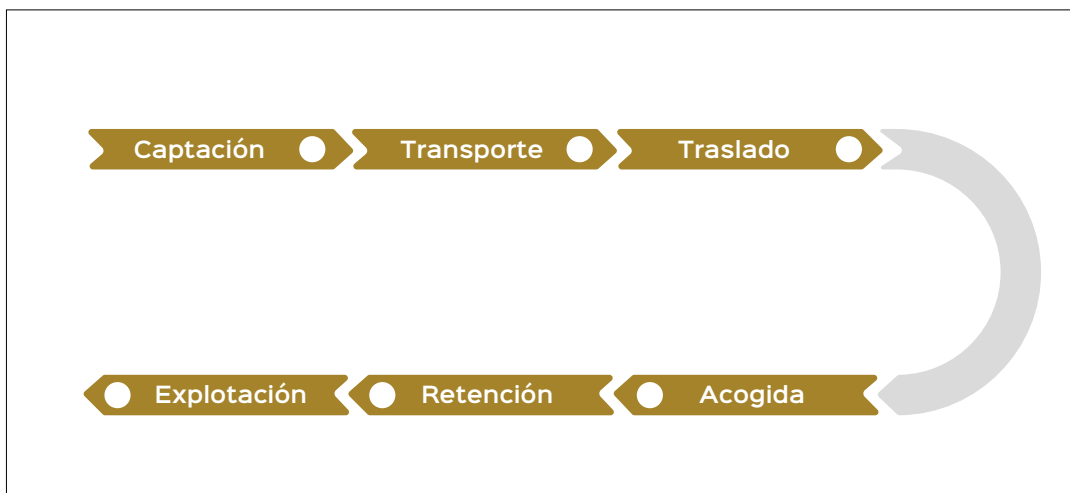 Captación
Transporte
Traslado
Acogida
Retención
Explotación